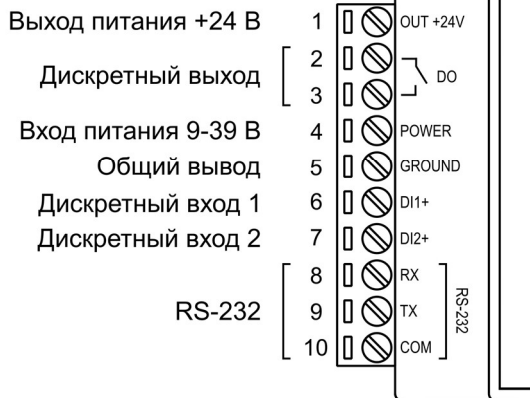 Выход питания +24 В 1 OUT +24V
Дискретный выход 2 3 DO
Вход питания 9-39 В 4 POWER
Общий вывод 5 GROUND
Дискретный вход 1 6 DI1+
Дискретный вход 2 7 DI2+
8 RX
RS-232 9 TX RS-232
10 COM